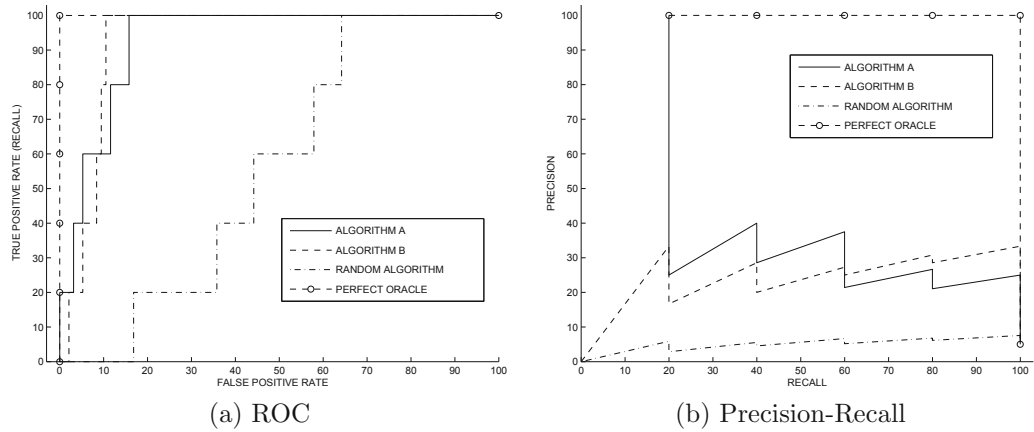 100
90
80
70
60
50
40
30
20
10
0
TRUE POSITIVE RATE (RECALL)
ALGORITHM A
ALGORITHM B
RANDOM ALGORITHM
PERFECT ORACLE
0 10 20 30 40 50 60 70 80 90 100
FALSE POSITIVE RATE
(a) ROC
100
90
80
70
60
50
40
30
20
10
0
PRECISION
ALGORITHM A
ALGORITHM B
RANDOM ALGORITHM
PERFECT ORACLE
0 10 20 30 40 50 60 70 80 90 100
RECALL
(b) Precision-Recall